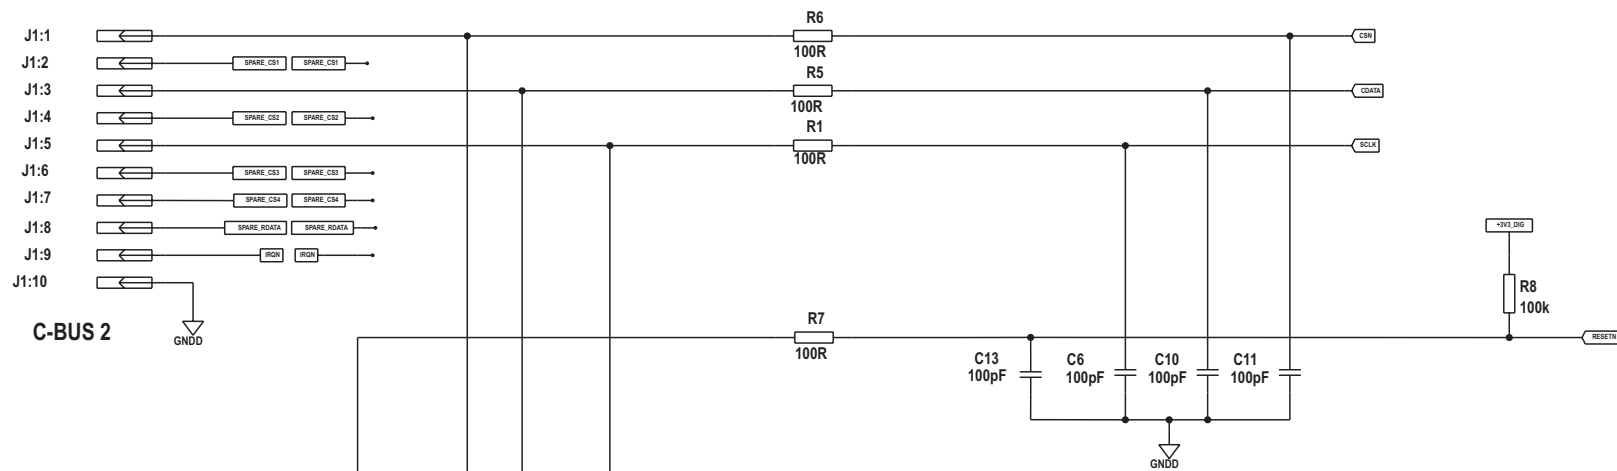 R6
J1:1
CSN
100R
J1:2 SPARE_CS1 SPARE_CS1
R5
J1:3
CDATA
100R
J1:4 SPARE_CS2 SPARE_CS2
R1
J1:5
SCLK
100R
J1:6 SPARE_CS3 SPARE_CS3
J1:7 SPARE_CS4 SPARE_CS4
J1:8 SPARE_RDATA SPARE_RDATA
+3V3_DIG
J1:9 IRQN IRQN
J1:10
R8
100k
C-BUS 2
GNDD
R7
RESETN
100R
C13 C6 C10 C11
100pF 100pF 100pF 100pF
GNDD